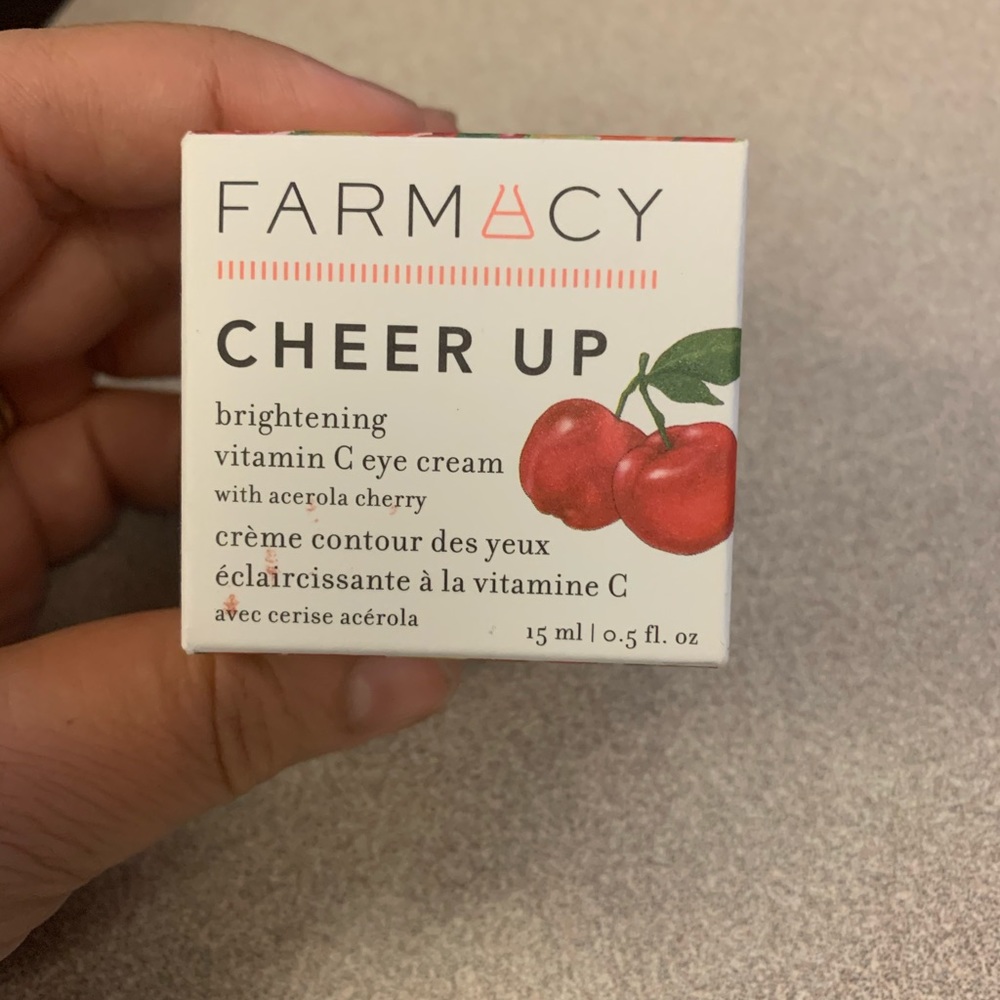 FARMACY
CHEER UP
brightening
vitamin C eye cream
with acerola cherry
crème contour des yeux
éclaircissante à la vitamine C
avec cerise acérola
15 ml | 0.5 fl. oz